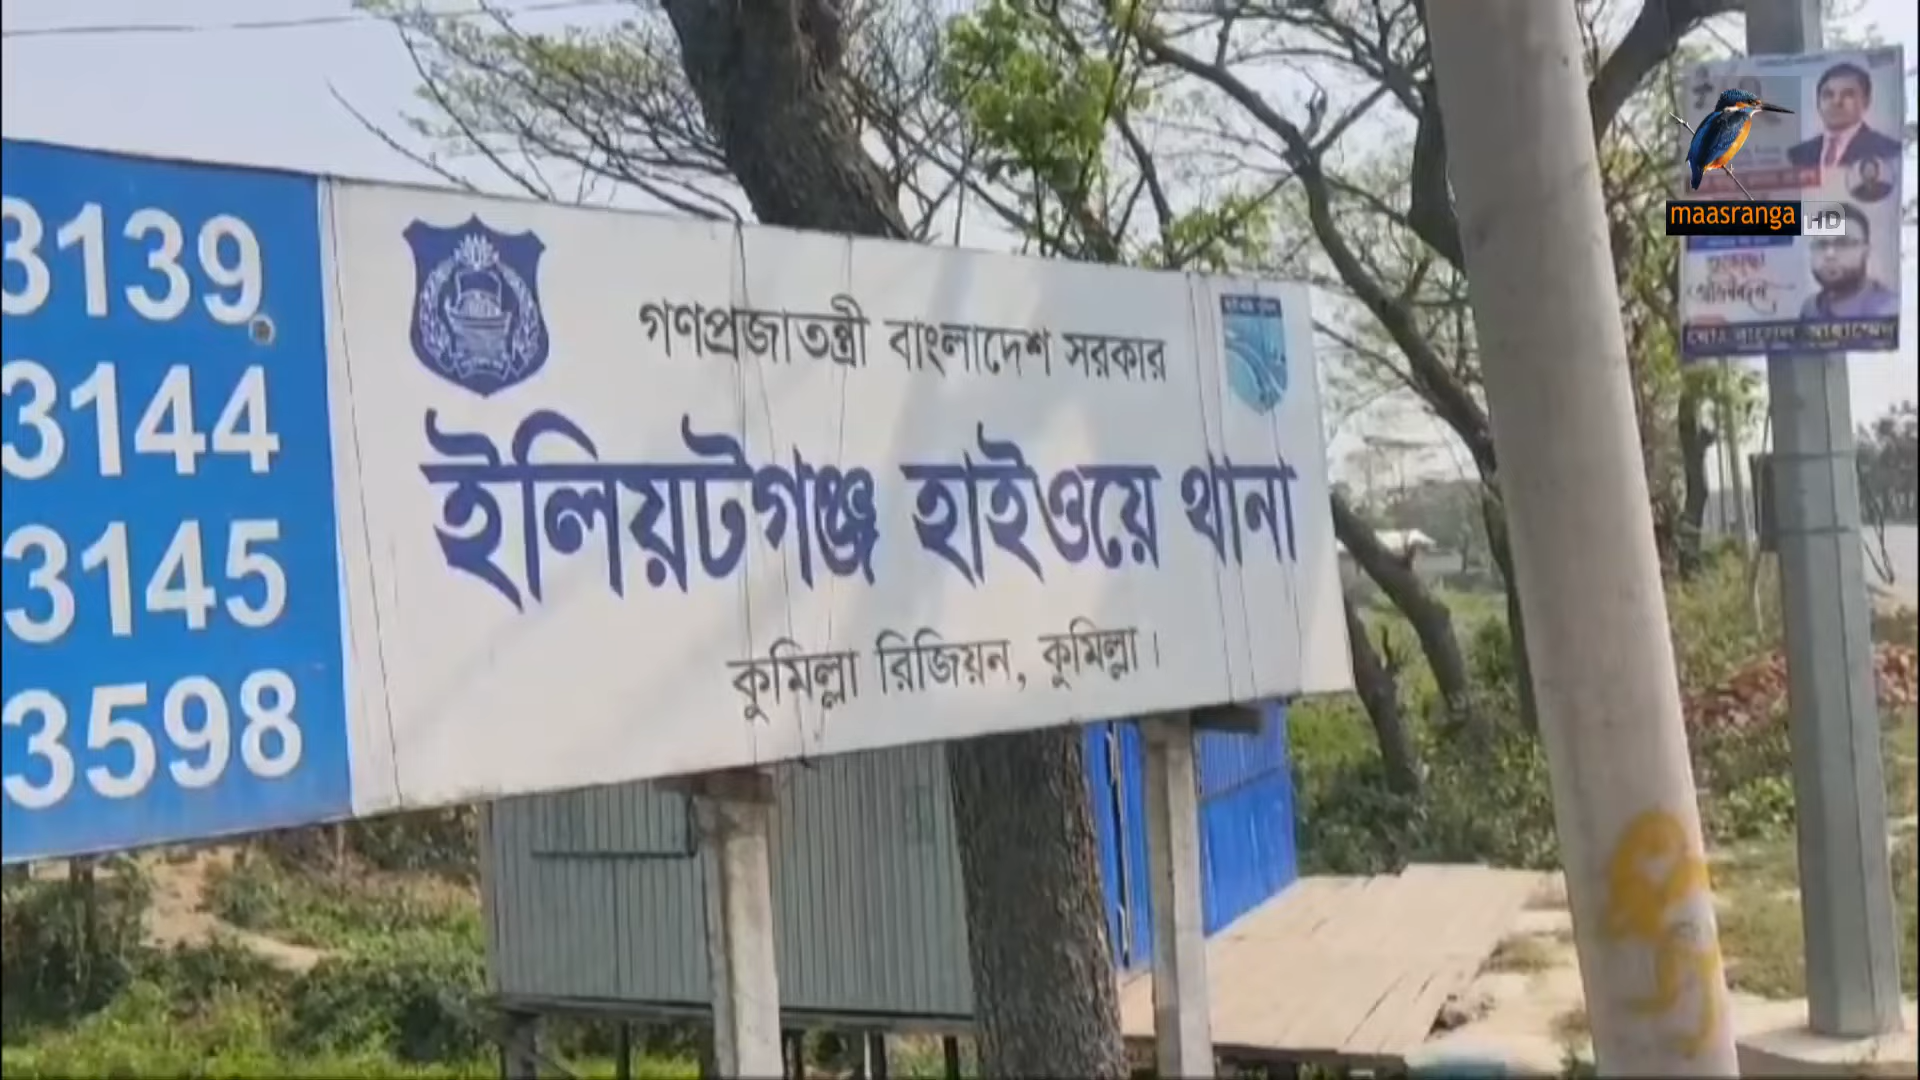 3139
3144
3145
3598
গণপ্রজাতন্ত্রী বাংলাদেশ সরকার
ইলিয়টগঞ্জ হাইওয়ে থানা
কুমিল্লা রিজিয়ন, কুমিল্লা।
maasranga HD